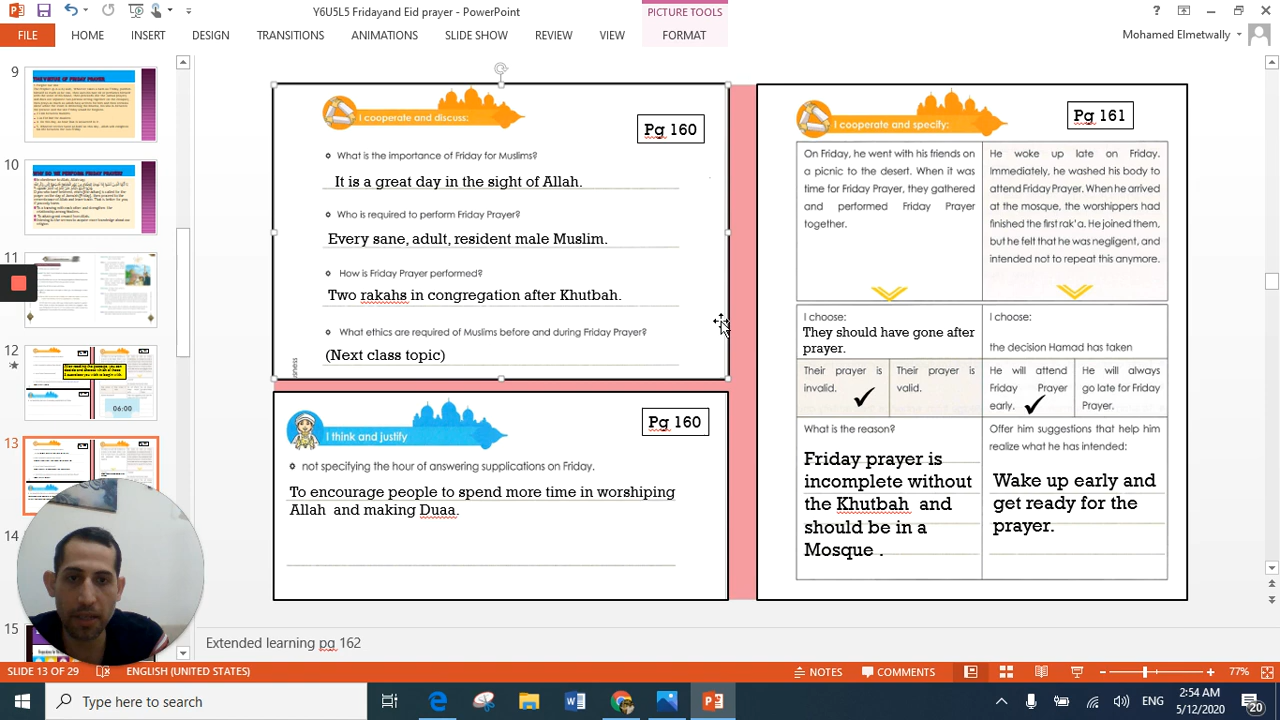 Y6U5L5 Fridayand Eid prayer - PowerPoint
PICTURE TOOLS
FILE
HOME
INSERT
DESIGN
TRANSITIONS
ANIMATIONS
SLIDE SHOW
REVIEW
VIEW
FORMAT
Mohamed Elmetwally
9
10
11
12
13
14
15
06:00
I cooperate and discuss:
Pg 160
What is the importance of Friday for Muslims?
It is a great day in the sight of Allah.
Who is required to perform Friday Prayer?
Every sane, adult, resident male Muslim.
How is Friday Prayer performed?
Two rakahs in congregation after Khutbah.
What ethics are required of Muslims before and during Friday Prayer?
(Next class topic)
I think and justify
Pg 160
not specifying the hour of answering supplications on Friday.
To encourage people to spend more time in worshiping
Allah and making Duaa.
I cooperate and specify:
Pg 161
On Friday, he went with his friends on
a picnic to the desert. When it was
time for Friday Prayer, they gathered
and performed Friday Prayer
together.
He woke up late on Friday.
Immediately, he washed his body to
attend Friday Prayer. When he arrived
at the mosque, the worshippers had
finished the first rak'a. He joined them,
but he felt that he was negligent, and
intended not to repeat this anymore.
I choose:
They should have gone after
prayer.
I choose:
the decision Hamad has taken
Their prayer is
invalid.
Their prayer is
valid.
He will attend
Friday Prayer
early.
He will always
go late for Friday
Prayer.
What is the reason?
Friday prayer is
incomplete without
the Khutbah and
should be in a
Mosque .
Offer him suggestions that help him
realize what he has intended:
Wake up early and
get ready for the
prayer.
Extended learning pg 162
SLIDE 13 OF 29
ENGLISH (UNITED STATES)
NOTES
COMMENTS
77%
Type here to search
ENG
2:54 AM
5/12/2020
20